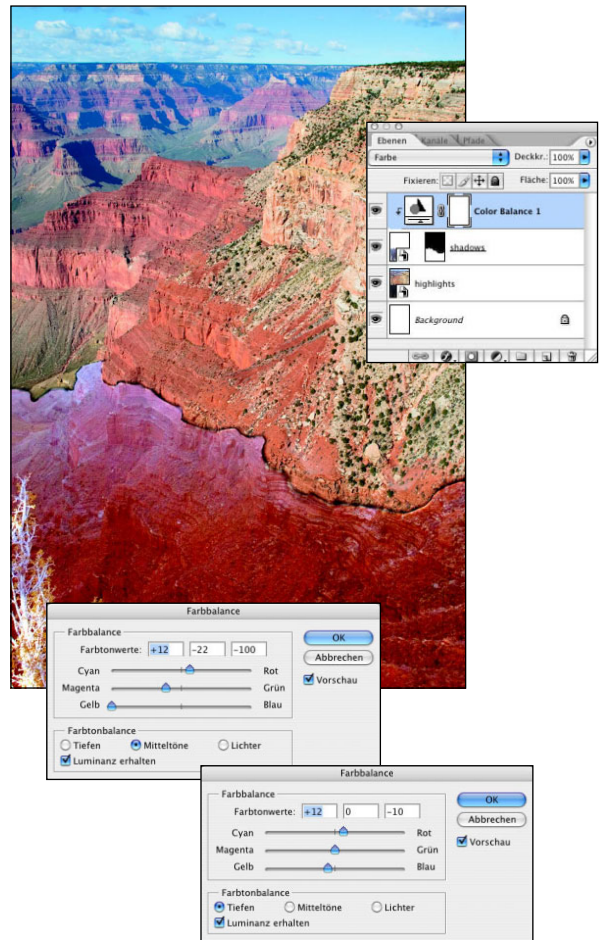 Ebenen Kanäle Pfade
Farbe Deckkr.: 100%
Fixieren: Fläche: 100%
Color Balance 1
shadows
highlights
Background
Farbbalance
Farbbalance
Farbtonwerte: +12 -22 -100
OK
Abbrechen
Vorschau
Cyan Rot
Magenta Grün
Gelb Blau
Farbtonbalance
Tiefen Mitteltöne Lichter
Luminanz erhalten
Farbbalance
Farbbalance
Farbtonwerte: +12 0 -10
OK
Abbrechen
Vorschau
Cyan Rot
Magenta Grün
Gelb Blau
Farbtonbalance
Tiefen Mitteltöne Lichter
Luminanz erhalten